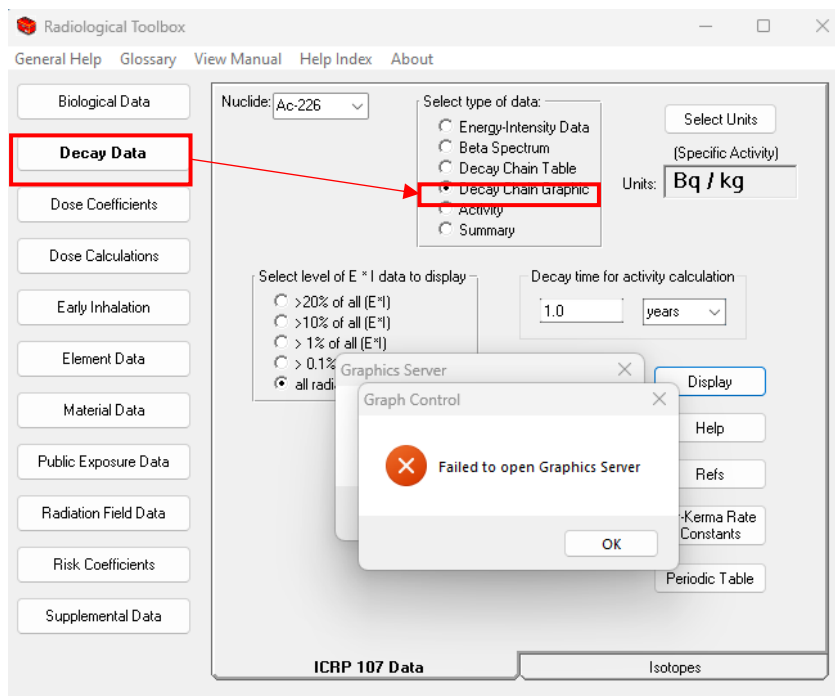 Radiological Toolbox
General Help Glossary View Manual Help Index About
Biological Data
Decay Data
Dose Coefficients
Dose Calculations
Early Inhalation
Element Data
Material Data
Public Exposure Data
Radiation Field Data
Risk Coefficients
Supplemental Data
Nuclide: Ac-226
Select type of data:
Energy-Intensity Data
Beta Spectrum
Decay Chain Table
Decay Chain Graphic
Activity
Summary
Select Units
(Specific Activity)
Units: Bq / kg
Select level of E * I data to display
>20% of all (E*I)
>10% of all (E*I)
> 1% of all (E*I)
> 0.1%
all radi
Decay time for activity calculation
1.0 years
Graphics Server
Graph Control
Failed to open Graphics Server
OK
Display
Help
Refs
-Kerma Rate
Constants
Periodic Table
ICRP 107 Data
Isotopes